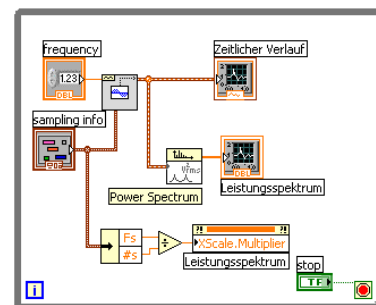 frequency
Zeitlicher Verlauf
1.23
DBL
sampling info
Vrms
DBL
Leistungsspektrum
Power Spectrum
Fs
#s
÷
XScale.Multiplier
Leistungsspektrum
stop
TF
i